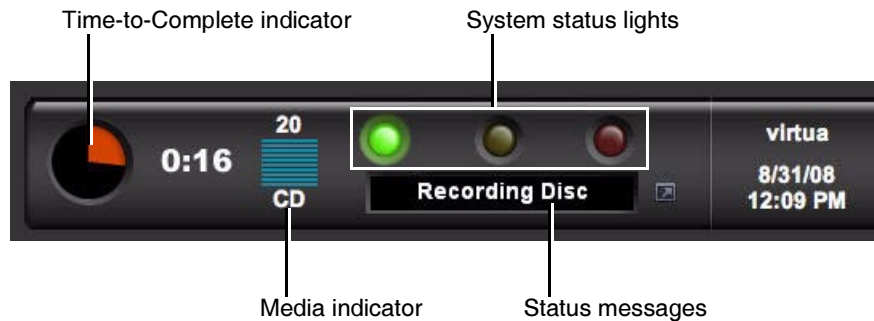 Time-to-Complete indicator
System status lights
0:16
20
CD
Recording Disc
virtua
8/31/08
12:09 PM
Media indicator
Status messages